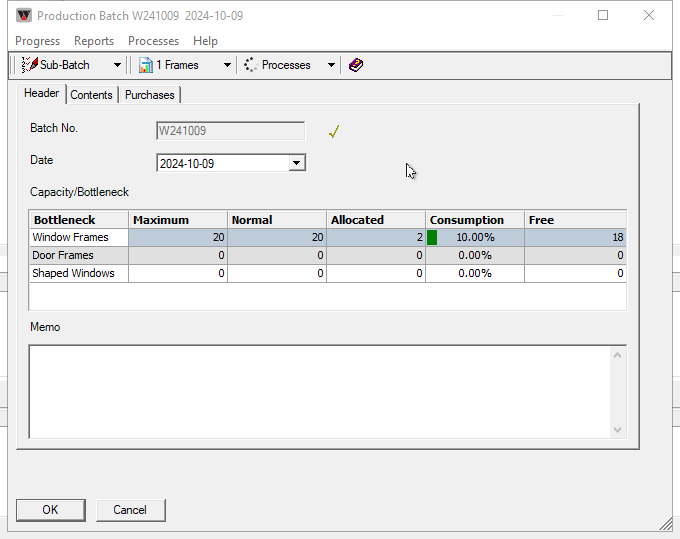 Production Batch W241009 2024-10-09
Progress Reports Processes Help
Sub-Batch 1 Frames Processes
Header Contents Purchases
Batch No. W241009
Date 2024-10-09
Capacity/Bottleneck
Bottleneck Maximum Normal Allocated Consumption Free
Window Frames 20 20 2 10.00% 18
Door Frames 0 0 0 0.00% 0
Shaped Windows 0 0 0 0.00% 0
Memo
OK Cancel